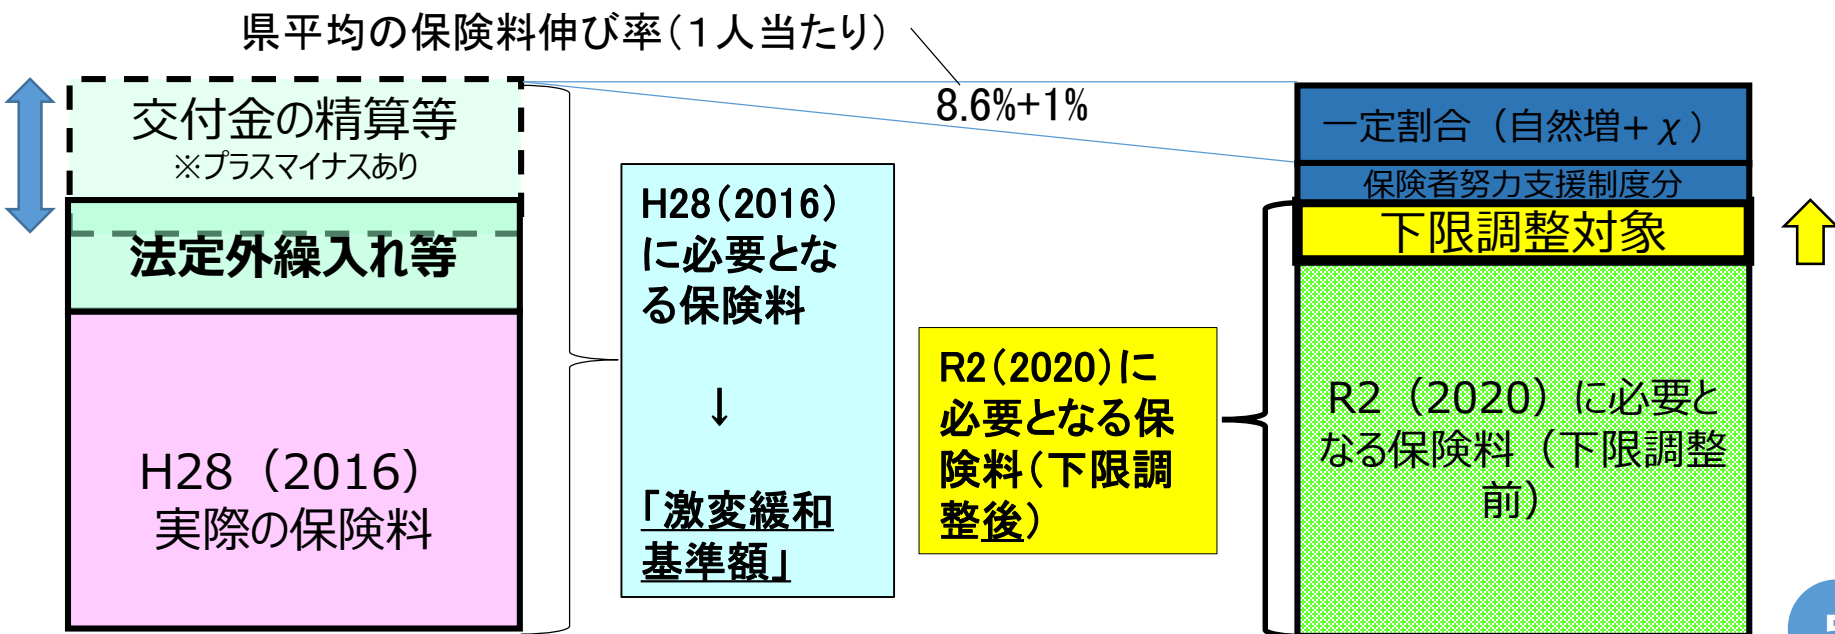 県平均の保険料伸び率（１人当たり）
8.6%+1%
交付金の精算等
※プラスマイナスあり
法定外繰入れ等
H28（2016）
実際の保険料
H28（2016）
に必要とな
る保険料
↓
「激変緩和
基準額」
R2（2020）に
必要となる保
険料（下限調
整後）
一定割合（自然増+χ）
保険者努力支援制度分
下限調整対象
R2（2020）に必要と
なる保険料（下限調整
前）